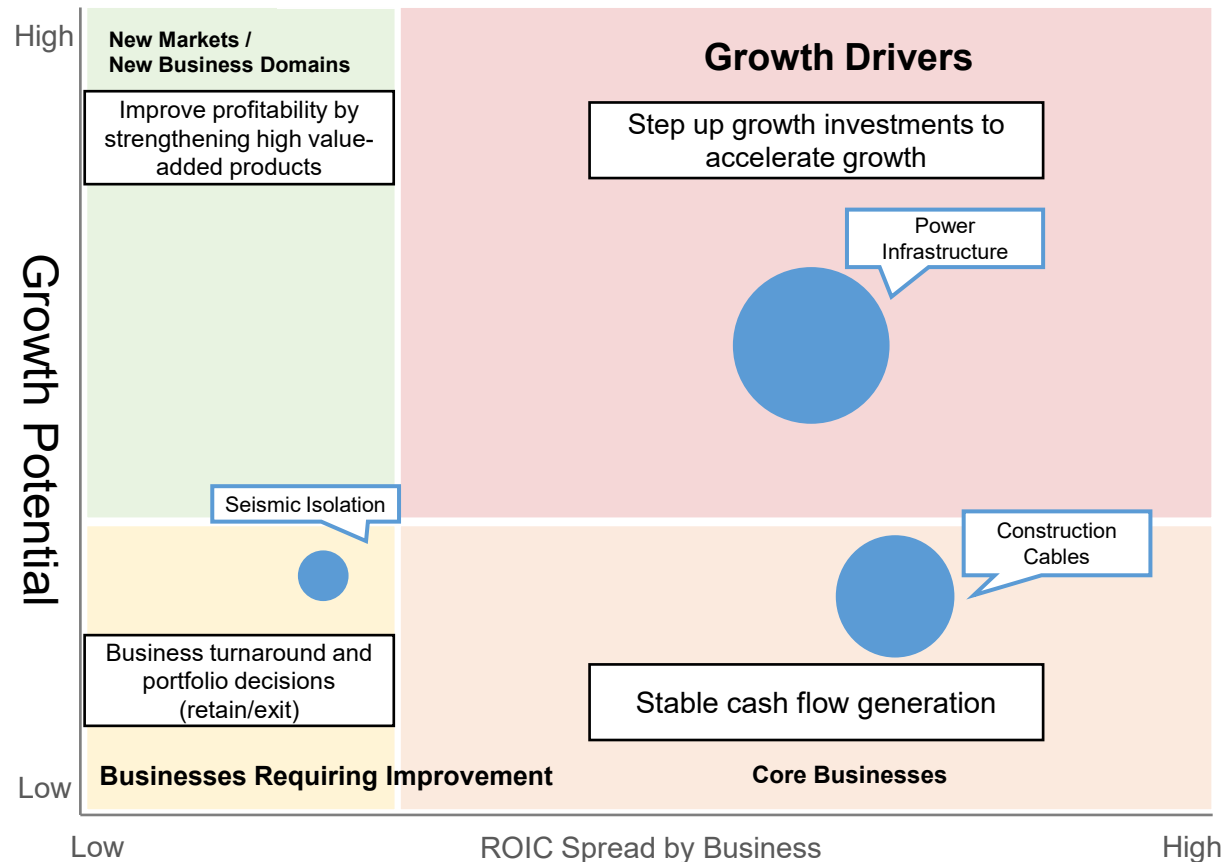 High
New Markets /
New Business Domains
Growth Drivers
Improve profitability by
strengthening high value-
added products
Step up growth investments to
accelerate growth
Power
Infrastructure
Growth Potential
Seismic Isolation
Construction
Cables
Business turnaround and
portfolio decisions
(retain/exit)
Stable cash flow generation
Businesses Requiring Improvement
Core Businesses
Low
Low
ROIC Spread by Business
High